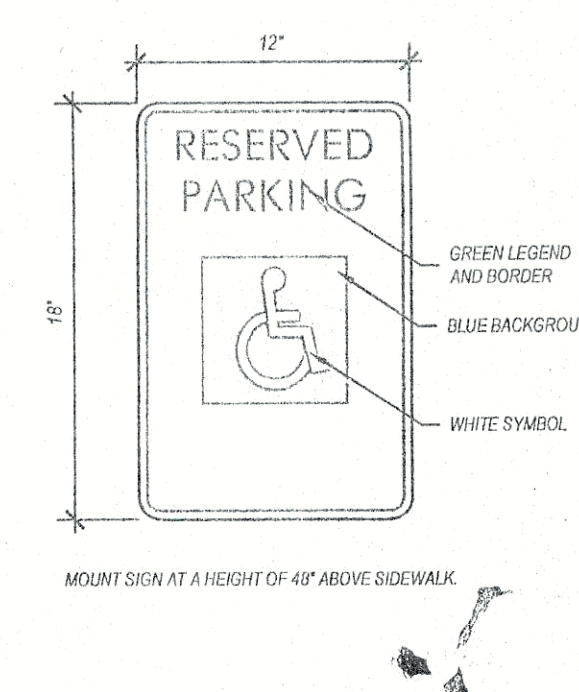 12"
RESERVED
PARKING
18"
GREEN LEGEND
AND BORDER
BLUE BACKGROU
WHITE SYMBOL
MOUNT SIGN AT A HEIGHT OF 48" ABOVE SIDEWALK.